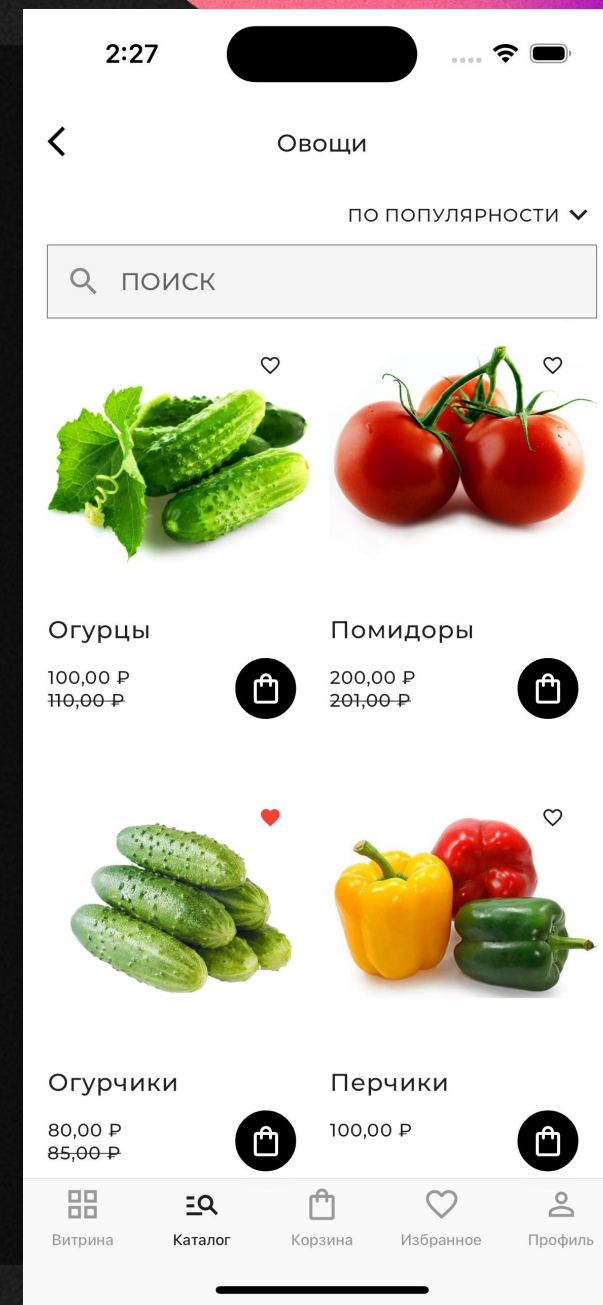 2:27
Овощи
ПО ПОПУЛЯРНОСТИ
ПОИСК
Огурцы
100,00 ₽
110,00 ₽
Помидоры
200,00 ₽
201,00 ₽
Огурчики
80,00 ₽
85,00 ₽
Перчики
100,00 ₽
Витрина
Каталог
Корзина
Избранное
Профиль